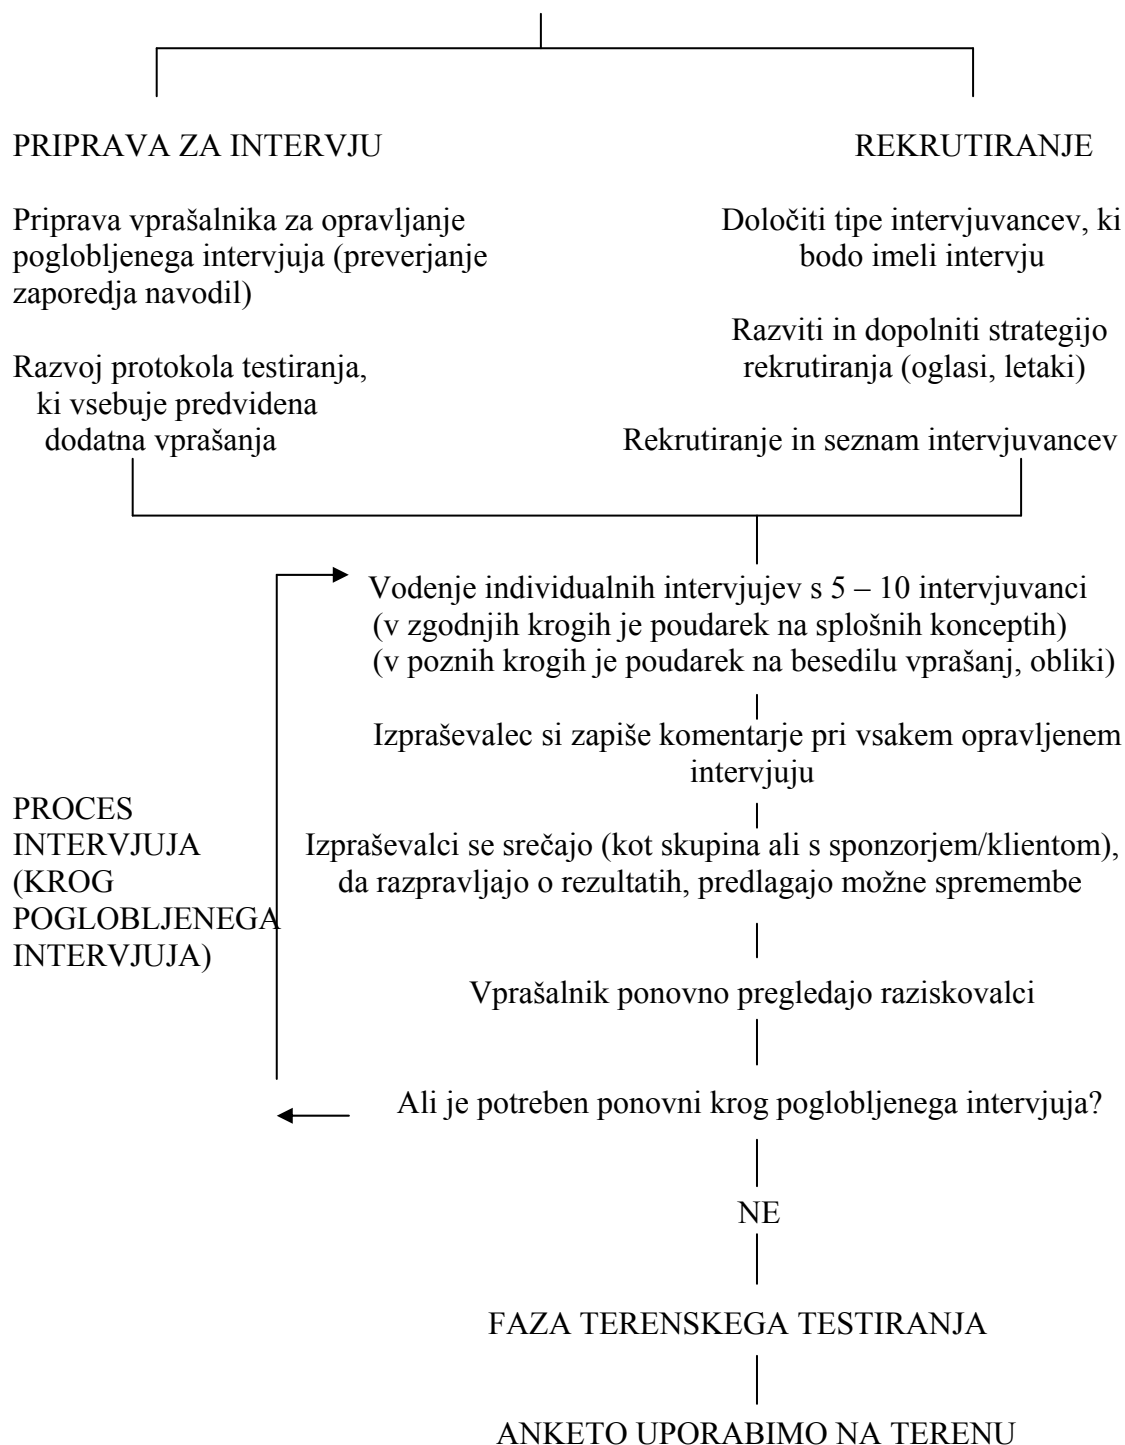 PRIPRAVA ZA INTERVJU
Priprava vprašalnika za opravljanje
poglobljenega intervjuja (preverjanje
zaporedja navodil)
Razvoj protokola testiranja,
ki vsebuje predvidena
dodatna vprašanja
REKRUTIRANJE
Določiti tipe intervjuvancev, ki
bodo imeli intervju
Razviti in dopolniti strategijo
rekrutiranja (oglasi, letaki)
Rekrutiranje in seznam intervjuvancev
PROCES
INTERVJUJA
(KROG
POGLOBLJENEGA
INTERVJUJA)
Vodenje individualnih intervjujev s 5 – 10 intervjuvanci
(v zgodnjih krogih je poudarek na splošnih konceptih)
(v poznih krogih je poudarek na besedilu vprašanj, obliki)
Izpraševalec si zapiše komentarje pri vsakem opravljenem
intervjuju
Izpraševalci se srečajo (kot skupina ali s sponzorjem/klientom),
da razpravljajo o rezultatih, predlagajo možne spremembe
Vprašalnik ponovno pregledajo raziskovalci
Ali je potreben ponovni krog poglobljenega intervjuja?
NE
FAZA TERENSKEGA TESTIRANJA
ANKETO UPORABIMO NA TERENU